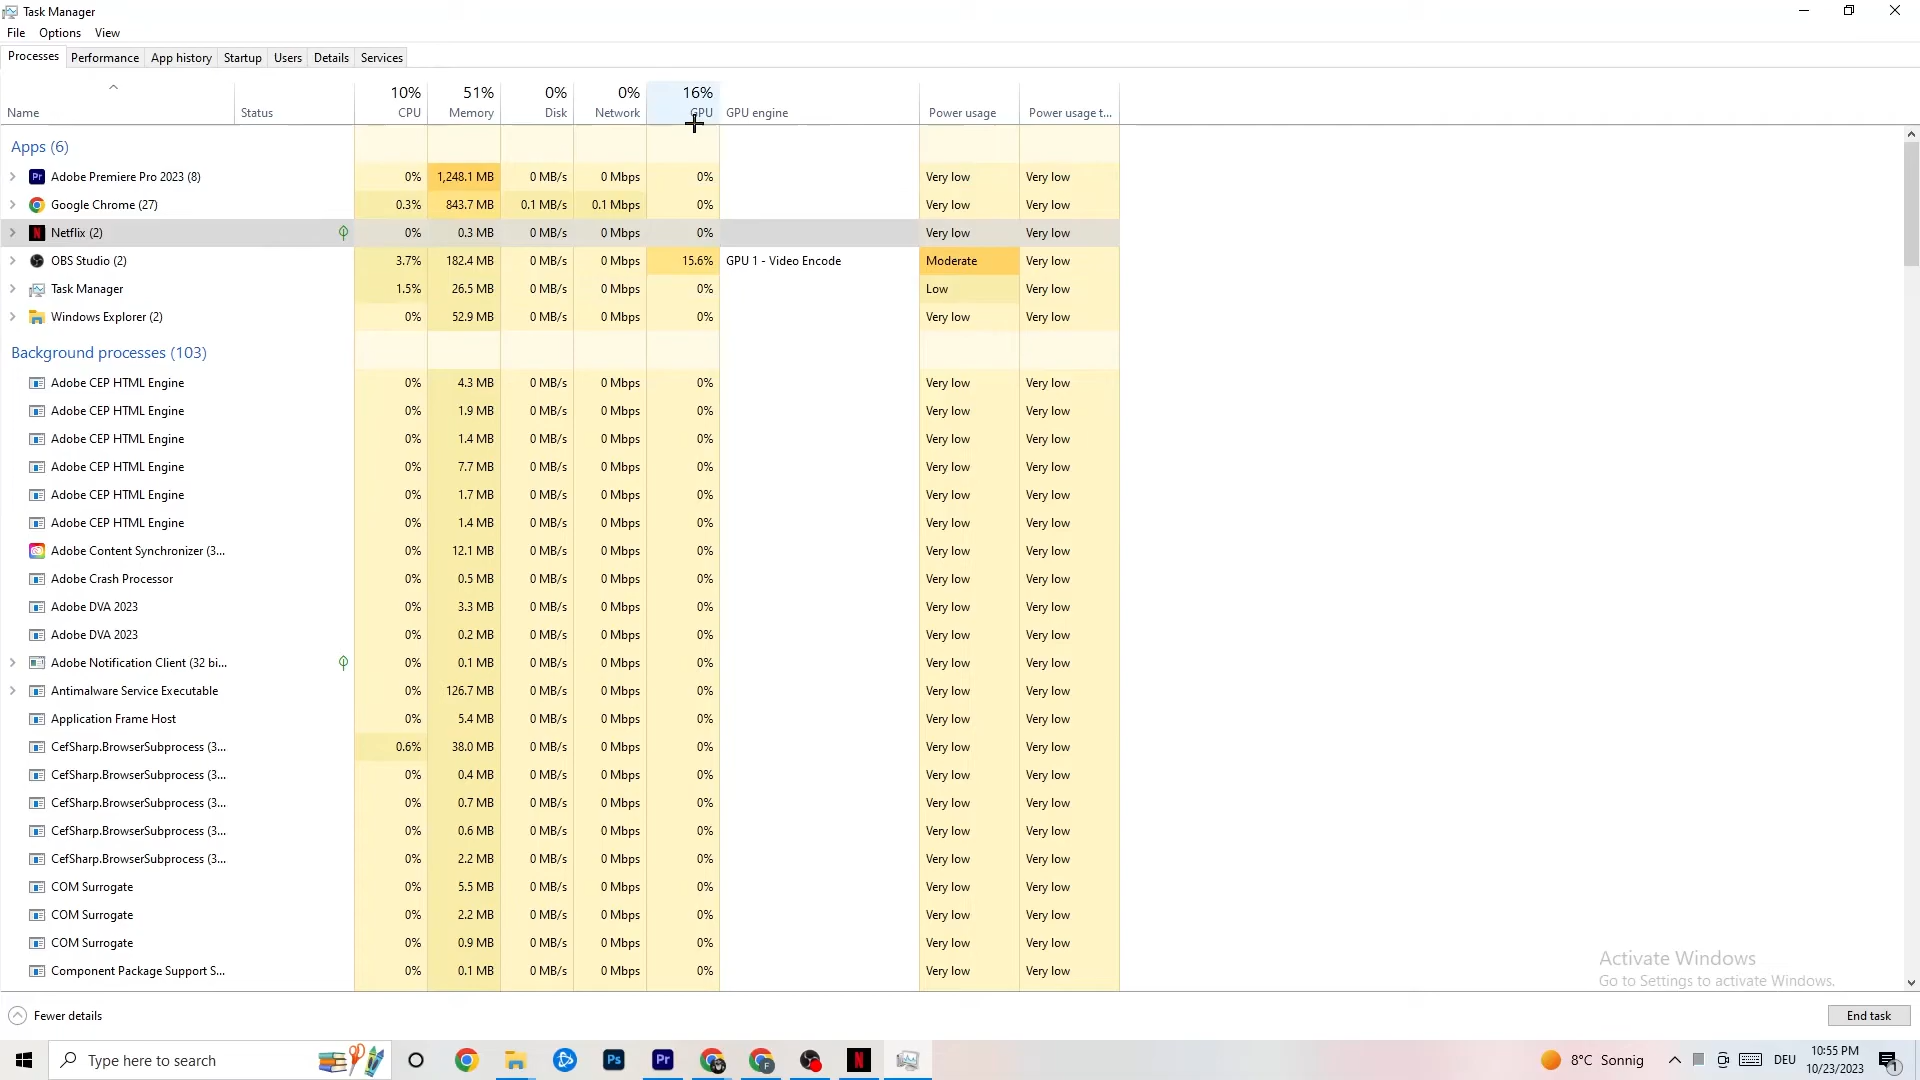 Task Manager
File Options View
Processes Performance App history Startup Users Details Services
10% 51% 0% 0% 16%
Name Status CPU Memory Disk Network GPU GPU engine Power usage Power usage t...
Apps (6)
Adobe Premiere Pro 2023 (8) 0% 1,248.1 MB 0 MB/s 0 Mbps 0% Very low Very low
Google Chrome (27) 0.3% 843.7 MB 0.1 MB/s 0.1 Mbps 0% Very low Very low
Netflix (2) 0% 0.3 MB 0 MB/s 0 Mbps 0% Very low Very low
OBS Studio (2) 3.7% 182.4 MB 0 MB/s 0 Mbps 15.6% GPU 1 - Video Encode Moderate Very low
Task Manager 1.5% 26.5 MB 0 MB/s 0 Mbps 0% Low Very low
Windows Explorer (2) 0% 52.9 MB 0 MB/s 0 Mbps 0% Very low Very low
Background processes (103)
Adobe CEP HTML Engine 0% 4.3 MB 0 MB/s 0 Mbps 0% Very low Very low
Adobe CEP HTML Engine 0% 1.9 MB 0 MB/s 0 Mbps 0% Very low Very low
Adobe CEP HTML Engine 0% 1.4 MB 0 MB/s 0 Mbps 0% Very low Very low
Adobe CEP HTML Engine 0% 7.7 MB 0 MB/s 0 Mbps 0% Very low Very low
Adobe CEP HTML Engine 0% 1.7 MB 0 MB/s 0 Mbps 0% Very low Very low
Adobe CEP HTML Engine 0% 1.4 MB 0 MB/s 0 Mbps 0% Very low Very low
Adobe Content Synchronizer (3... 0% 12.1 MB 0 MB/s 0 Mbps 0% Very low Very low
Adobe Crash Processor 0% 0.5 MB 0 MB/s 0 Mbps 0% Very low Very low
Adobe DVA 2023 0% 3.3 MB 0 MB/s 0 Mbps 0% Very low Very low
Adobe DVA 2023 0% 0.2 MB 0 MB/s 0 Mbps 0% Very low Very low
Adobe Notification Client (32 bi... 0% 0.1 MB 0 MB/s 0 Mbps 0% Very low Very low
Antimalware Service Executable 0% 126.7 MB 0 MB/s 0 Mbps 0% Very low Very low
Application Frame Host 0% 5.4 MB 0 MB/s 0 Mbps 0% Very low Very low
CefSharp.BrowserSubprocess (3... 0.6% 38.0 MB 0 MB/s 0 Mbps 0% Very low Very low
CefSharp.BrowserSubprocess (3... 0% 0.4 MB 0 MB/s 0 Mbps 0% Very low Very low
CefSharp.BrowserSubprocess (3... 0% 0.7 MB 0 MB/s 0 Mbps 0% Very low Very low
CefSharp.BrowserSubprocess (3... 0% 0.6 MB 0 MB/s 0 Mbps 0% Very low Very low
CefSharp.BrowserSubprocess (3... 0% 2.2 MB 0 MB/s 0 Mbps 0% Very low Very low
COM Surrogate 0% 5.5 MB 0 MB/s 0 Mbps 0% Very low Very low
COM Surrogate 0% 2.2 MB 0 MB/s 0 Mbps 0% Very low Very low
COM Surrogate 0% 0.9 MB 0 MB/s 0 Mbps 0% Very low Very low
Component Package Support S... 0% 0.1 MB 0 MB/s 0 Mbps 0% Very low Very low
Activate Windows
Go to Settings to activate Windows.
Fewer details End task
Type here to search Ps Pr F N 8°C Sonnig DEU 10:55 PM
10/23/2023 1